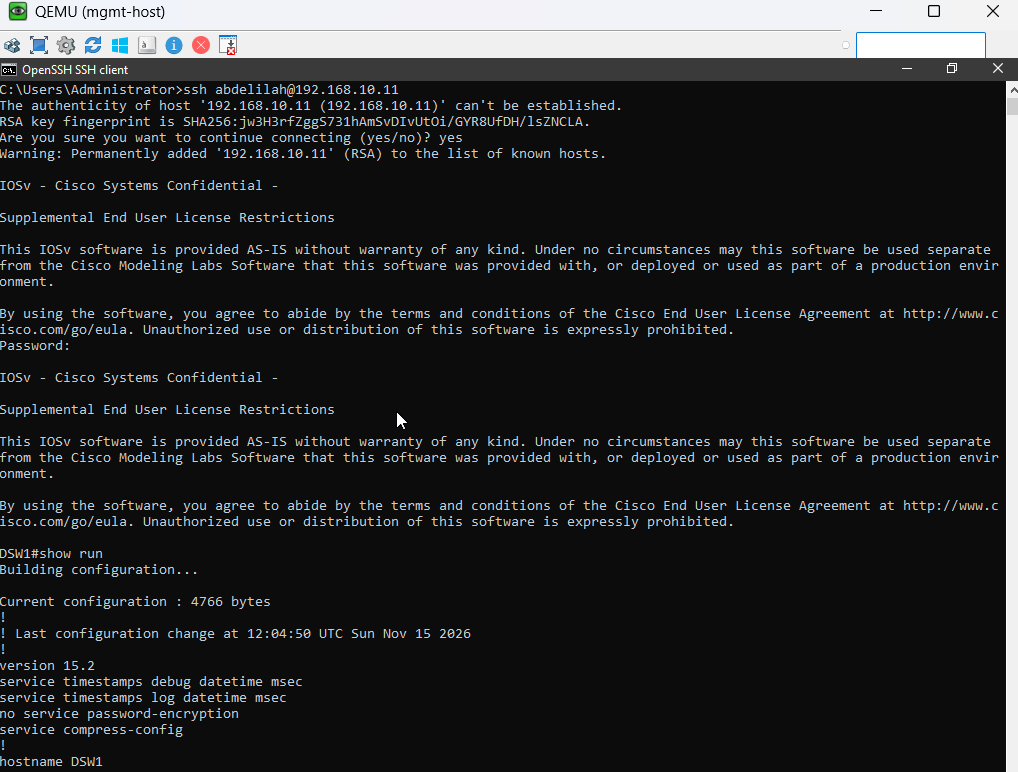 QEMU (mgmt-host)
OpenSSH SSH client
C:\Users\Administrator>ssh abdelilah@192.168.10.11
The authenticity of host '192.168.10.11 (192.168.10.11)' can't be established.
RSA key fingerprint is SHA256:jw3H3rfZggS731hAmSvDIvUtOi/GYR8UfDH/lsZNCLA.
Are you sure you want to continue connecting (yes/no)? yes
Warning: Permanently added '192.168.10.11' (RSA) to the list of known hosts.
IOSv - Cisco Systems Confidential -
Supplemental End User License Restrictions
This IOSv software is provided AS-IS without warranty of any kind. Under no circumstances may this software be used separate
from the Cisco Modeling Labs Software that this software was provided with, or deployed or used as part of a production envir
onment.
By using the software, you agree to abide by the terms and conditions of the Cisco End User License Agreement at http://www.c
isco.com/go/eula. Unauthorized use or distribution of this software is expressly prohibited.
Password:
IOSv - Cisco Systems Confidential -
Supplemental End User License Restrictions
This IOSv software is provided AS-IS without warranty of any kind. Under no circumstances may this software be used separate
from the Cisco Modeling Labs Software that this software was provided with, or deployed or used as part of a production envir
onment.
By using the software, you agree to abide by the terms and conditions of the Cisco End User License Agreement at http://www.c
isco.com/go/eula. Unauthorized use or distribution of this software is expressly prohibited.
DSW1#show run
Building configuration...
Current configuration : 4766 bytes
!
! Last configuration change at 12:04:50 UTC Sun Nov 15 2026
!
version 15.2
service timestamps debug datetime msec
service timestamps log datetime msec
no service password-encryption
service compress-config
!
hostname DSW1